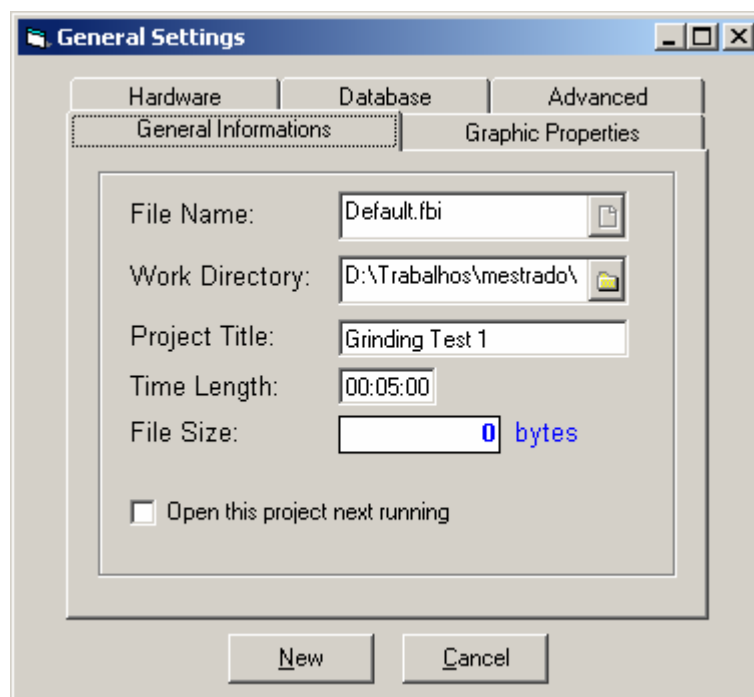 General Settings
Hardware Database Advanced
General Informations Graphic Properties
File Name: Default.fbi
Work Directory: D:\Trabalhos\mestrado\
Project Title: Grinding Test 1
Time Length: 00:05:00
File Size: 0 bytes
Open this project next running
New Cancel